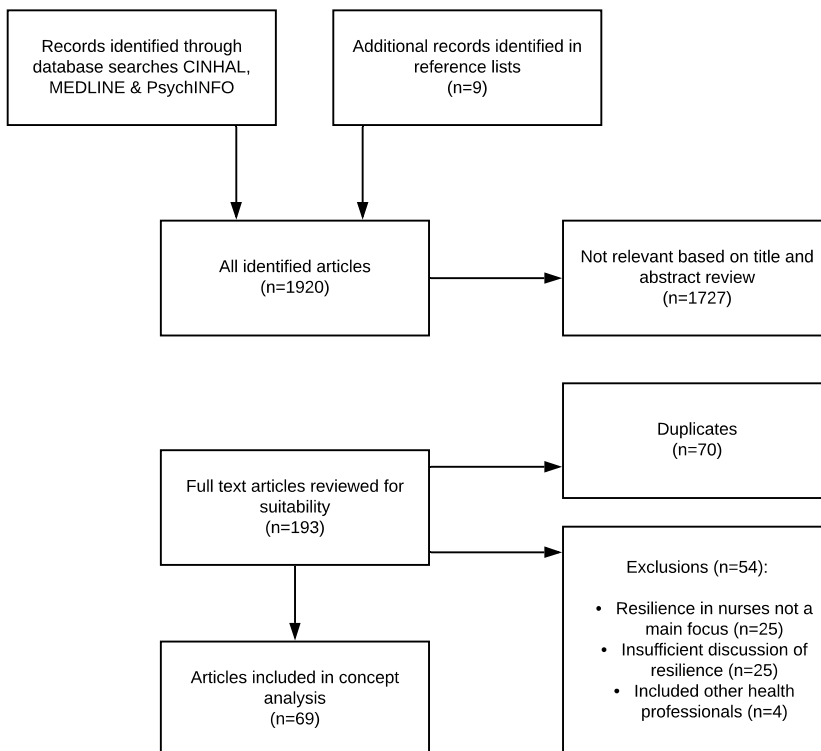 Records identified through
database searches CINHAL,
MEDLINE & PsychINFO
Additional records identified in
reference lists
(n=9)
All identified articles
(n=1920)
Not relevant based on title and
abstract review
(n=1727)
Duplicates
(n=70)
Full text articles reviewed for
suitability
(n=193)
Exclusions (n=54):
• Resilience in nurses not a
main focus (n=25)
• Insufficient discussion of
resilience (n=25)
• Included other health
professionals (n=4)
Articles included in concept
analysis
(n=69)